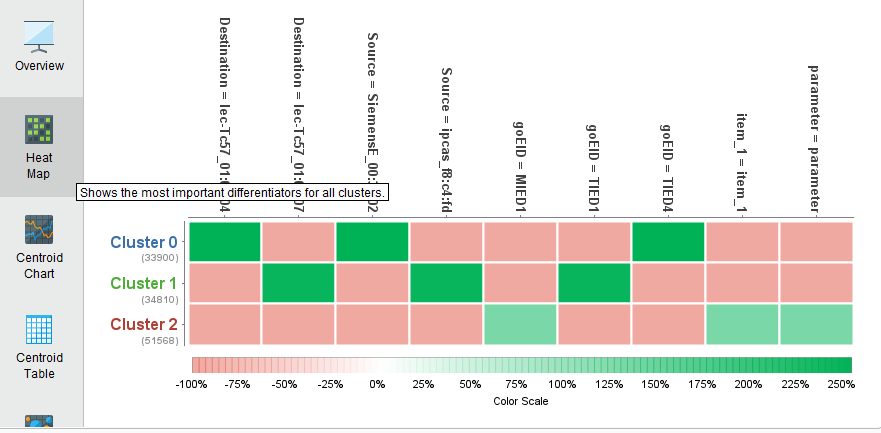 Overview
Heat
Map
Centroid
Chart
Centroid
Table
Destination = Iec-Tc57_01:
04
Destination = Iec-Tc57_01:
07
Source = SiemensE_00:
02
Source = ipcas_f8:c4:fd
goEID = MIED1
goEID = TIED1
goEID = TIED4
item_1 = item_1
parameter = parameter
Shows the most important differentiators for all clusters.
Cluster 0
(33900)
Cluster 1
(34810)
Cluster 2
(51568)
-100% -75% -50% -25% 0% 25% 50% 75% 100% 125% 150% 175% 200% 225% 250%
Color Scale